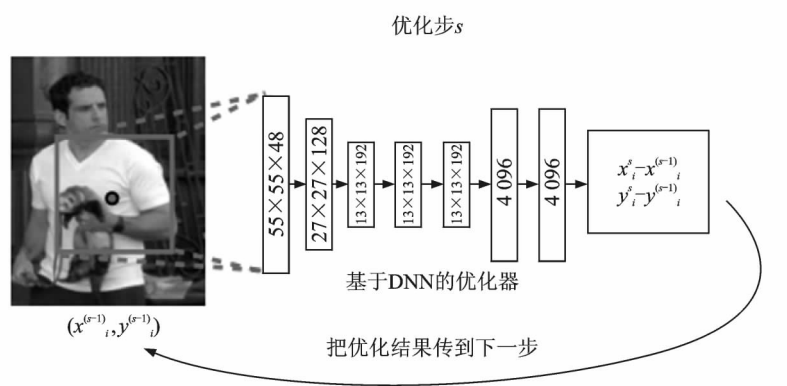 优化步s
55×55×48
27×27×128
13×13×192
13×13×192
13×13×192
4 096
4 096
x^s_i−x^(s−1)_i
y^s_i−y^(s−1)_i
基于DNN的优化器
(x^(s−1)_i,y^(s−1)_i)
把优化结果传到下一步